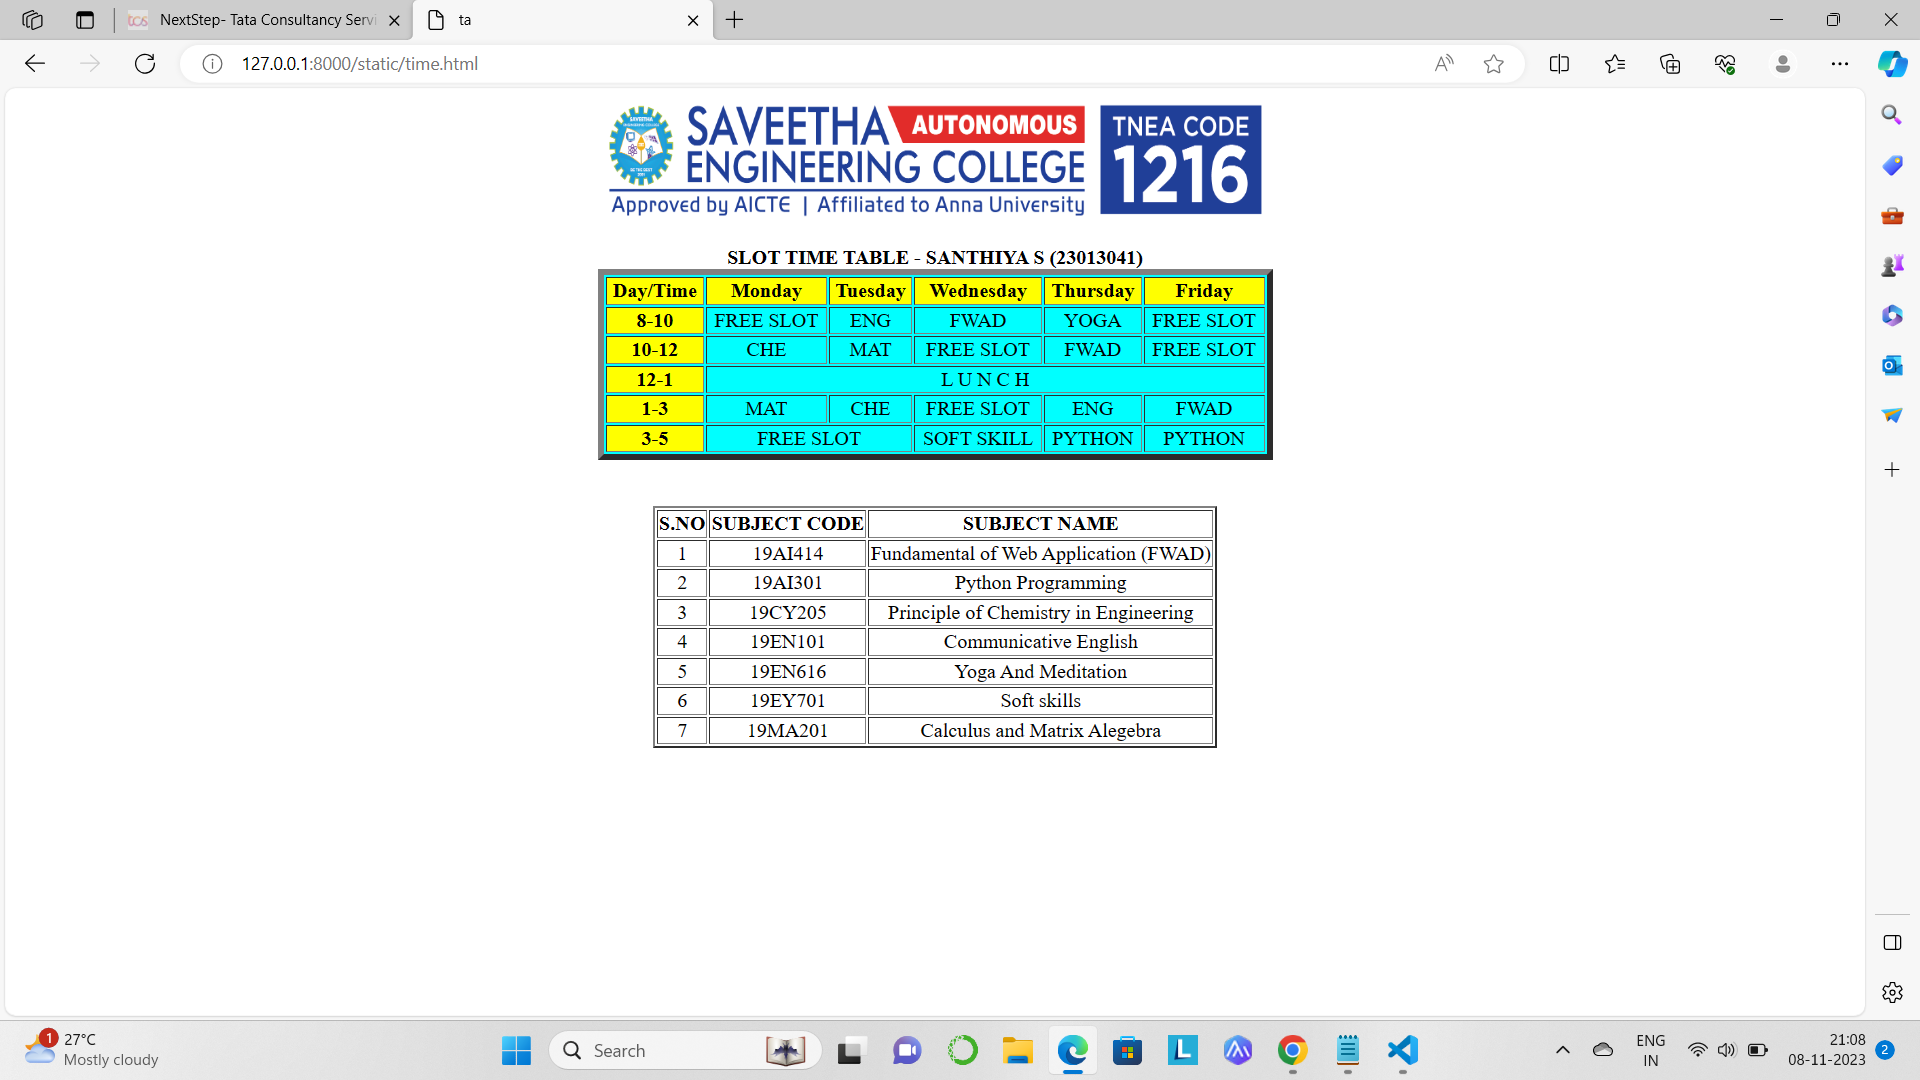 NextStep- Tata Consultancy Servi
ta
127.0.0.1:8000/static/time.html
SAVEETHA AUTONOMOUS
ENGINEERING COLLEGE
Approved by AICTE | Affiliated to Anna University
TNEA CODE
1216
SLOT TIME TABLE - SANTHIYA S (23013041)
Day/Time Monday Tuesday Wednesday Thursday Friday
8-10 FREE SLOT ENG FWAD YOGA FREE SLOT
10-12 CHE MAT FREE SLOT FWAD FREE SLOT
12-1 L U N C H
1-3 MAT CHE FREE SLOT ENG FWAD
3-5 FREE SLOT SOFT SKILL PYTHON PYTHON
S.NO SUBJECT CODE SUBJECT NAME
1 19AI414 Fundamental of Web Application (FWAD)
2 19AI301 Python Programming
3 19CY205 Principle of Chemistry in Engineering
4 19EN101 Communicative English
5 19EN616 Yoga And Meditation
6 19EY701 Soft skills
7 19MA201 Calculus and Matrix Alegebra
1
27°C
Mostly cloudy
Search
ENG
IN
21:08
08-11-2023
2